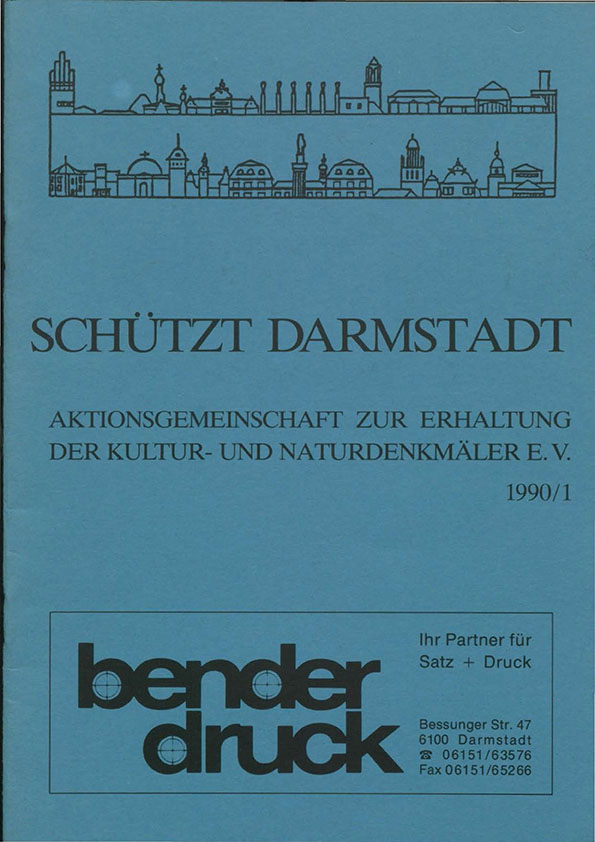 SCHÜTZT DARMSTADT
AKTIONSGEMEINSCHAFT ZUR ERHALTUNG
DER KULTUR- UND NATURDENKMÄLER E. V.
1990/1
bender
druck
Ihr Partner für
Satz + Druck
Bessunger Str. 47
6100 Darmstadt
☎ 06151/63576
Fax 06151/65266